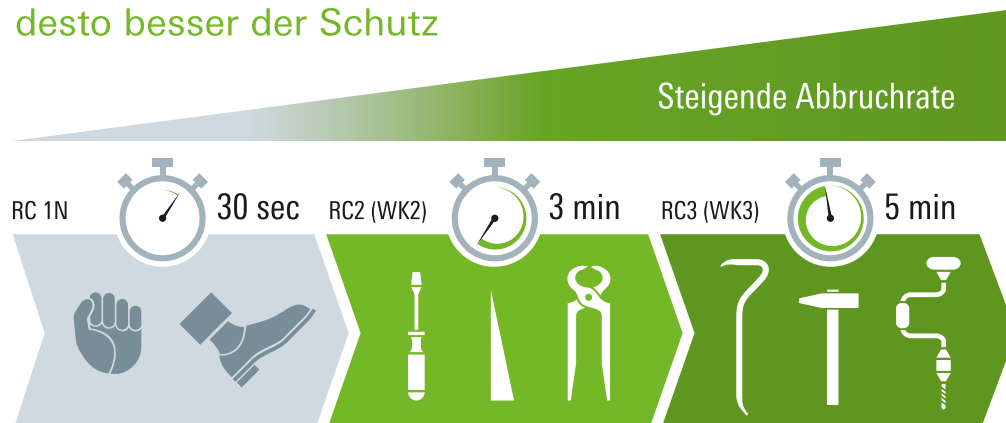 desto besser der Schutz
Steigende Abbruchrate
RC 1N
30 sec
RC2 (WK2)
3 min
RC3 (WK3)
5 min